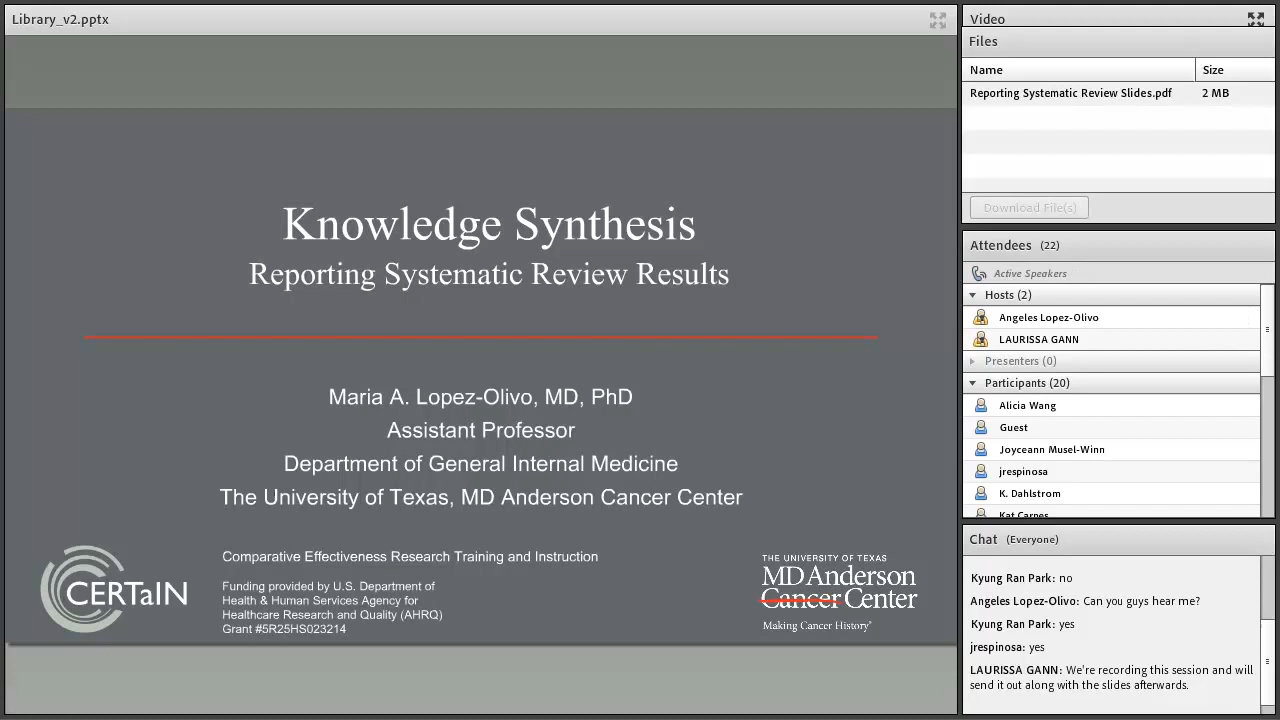 Library_v2.pptx
Knowledge Synthesis
Reporting Systematic Review Results
Maria A. Lopez-Olivo, MD, PhD
Assistant Professor
Department of General Internal Medicine
The University of Texas, MD Anderson Cancer Center
CERTaIN
Comparative Effectiveness Research Training and Instruction
Funding provided by U.S. Department of
Health & Human Services Agency for
Healthcare Research and Quality (AHRQ)
Grant #5R25HS023214
THE UNIVERSITY OF TEXAS
MD Anderson
Cancer Center
Making Cancer History®
Video
Files
Name Size
Reporting Systematic Review Slides.pdf 2 MB
Download File(s)
Attendees (22)
Active Speakers
Hosts (2)
Angeles Lopez-Olivo
LAURISSA GANN
Presenters (0)
Participants (20)
Alicia Wang
Guest
Joyceann Musel-Winn
jrespinosa
K. Dahlstrom
Kat Carnes
Chat (Everyone)
Kyung Ran Park: no
Angeles Lopez-Olivo: Can you guys hear me?
Kyung Ran Park: yes
jrespinosa: yes
LAURISSA GANN: We're recording this session and will
send it out along with the slides afterwards.